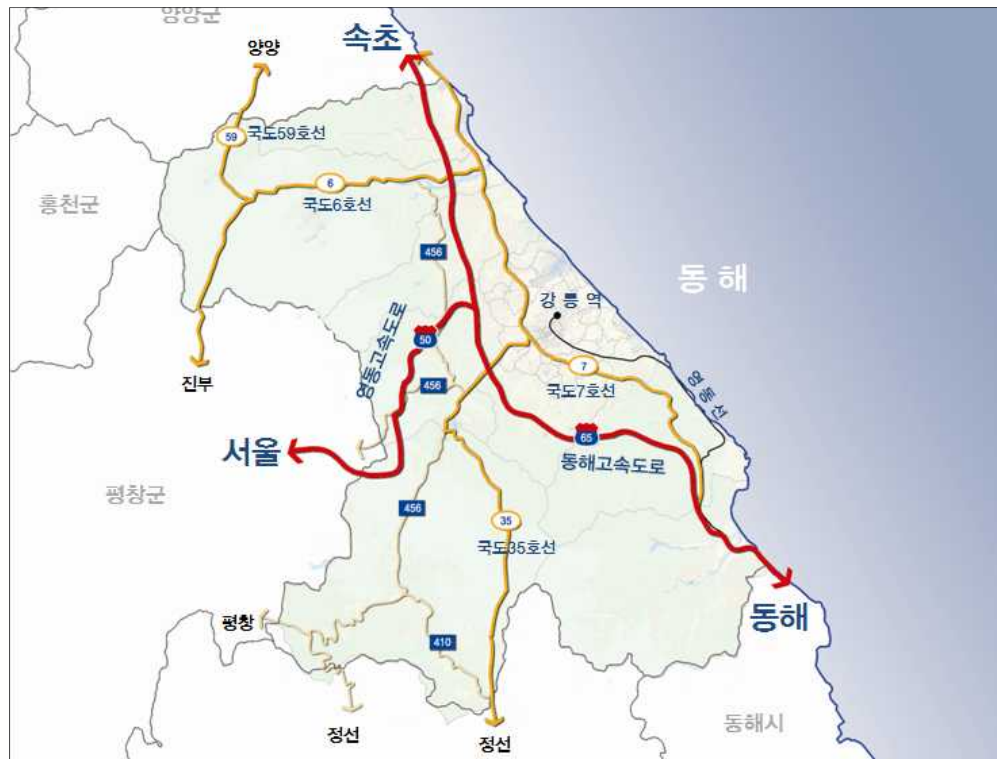 양양군
속초
양양
59
국도59호선
6
국도6호선
홍천군
456
동 해
강 릉 역
50
영동고속도로
진부
456
7
국도7호선
영동선
65
동해고속도로
서울
평창군
456
35
국도35호선
평창
동해
410
정선
정선
동해시